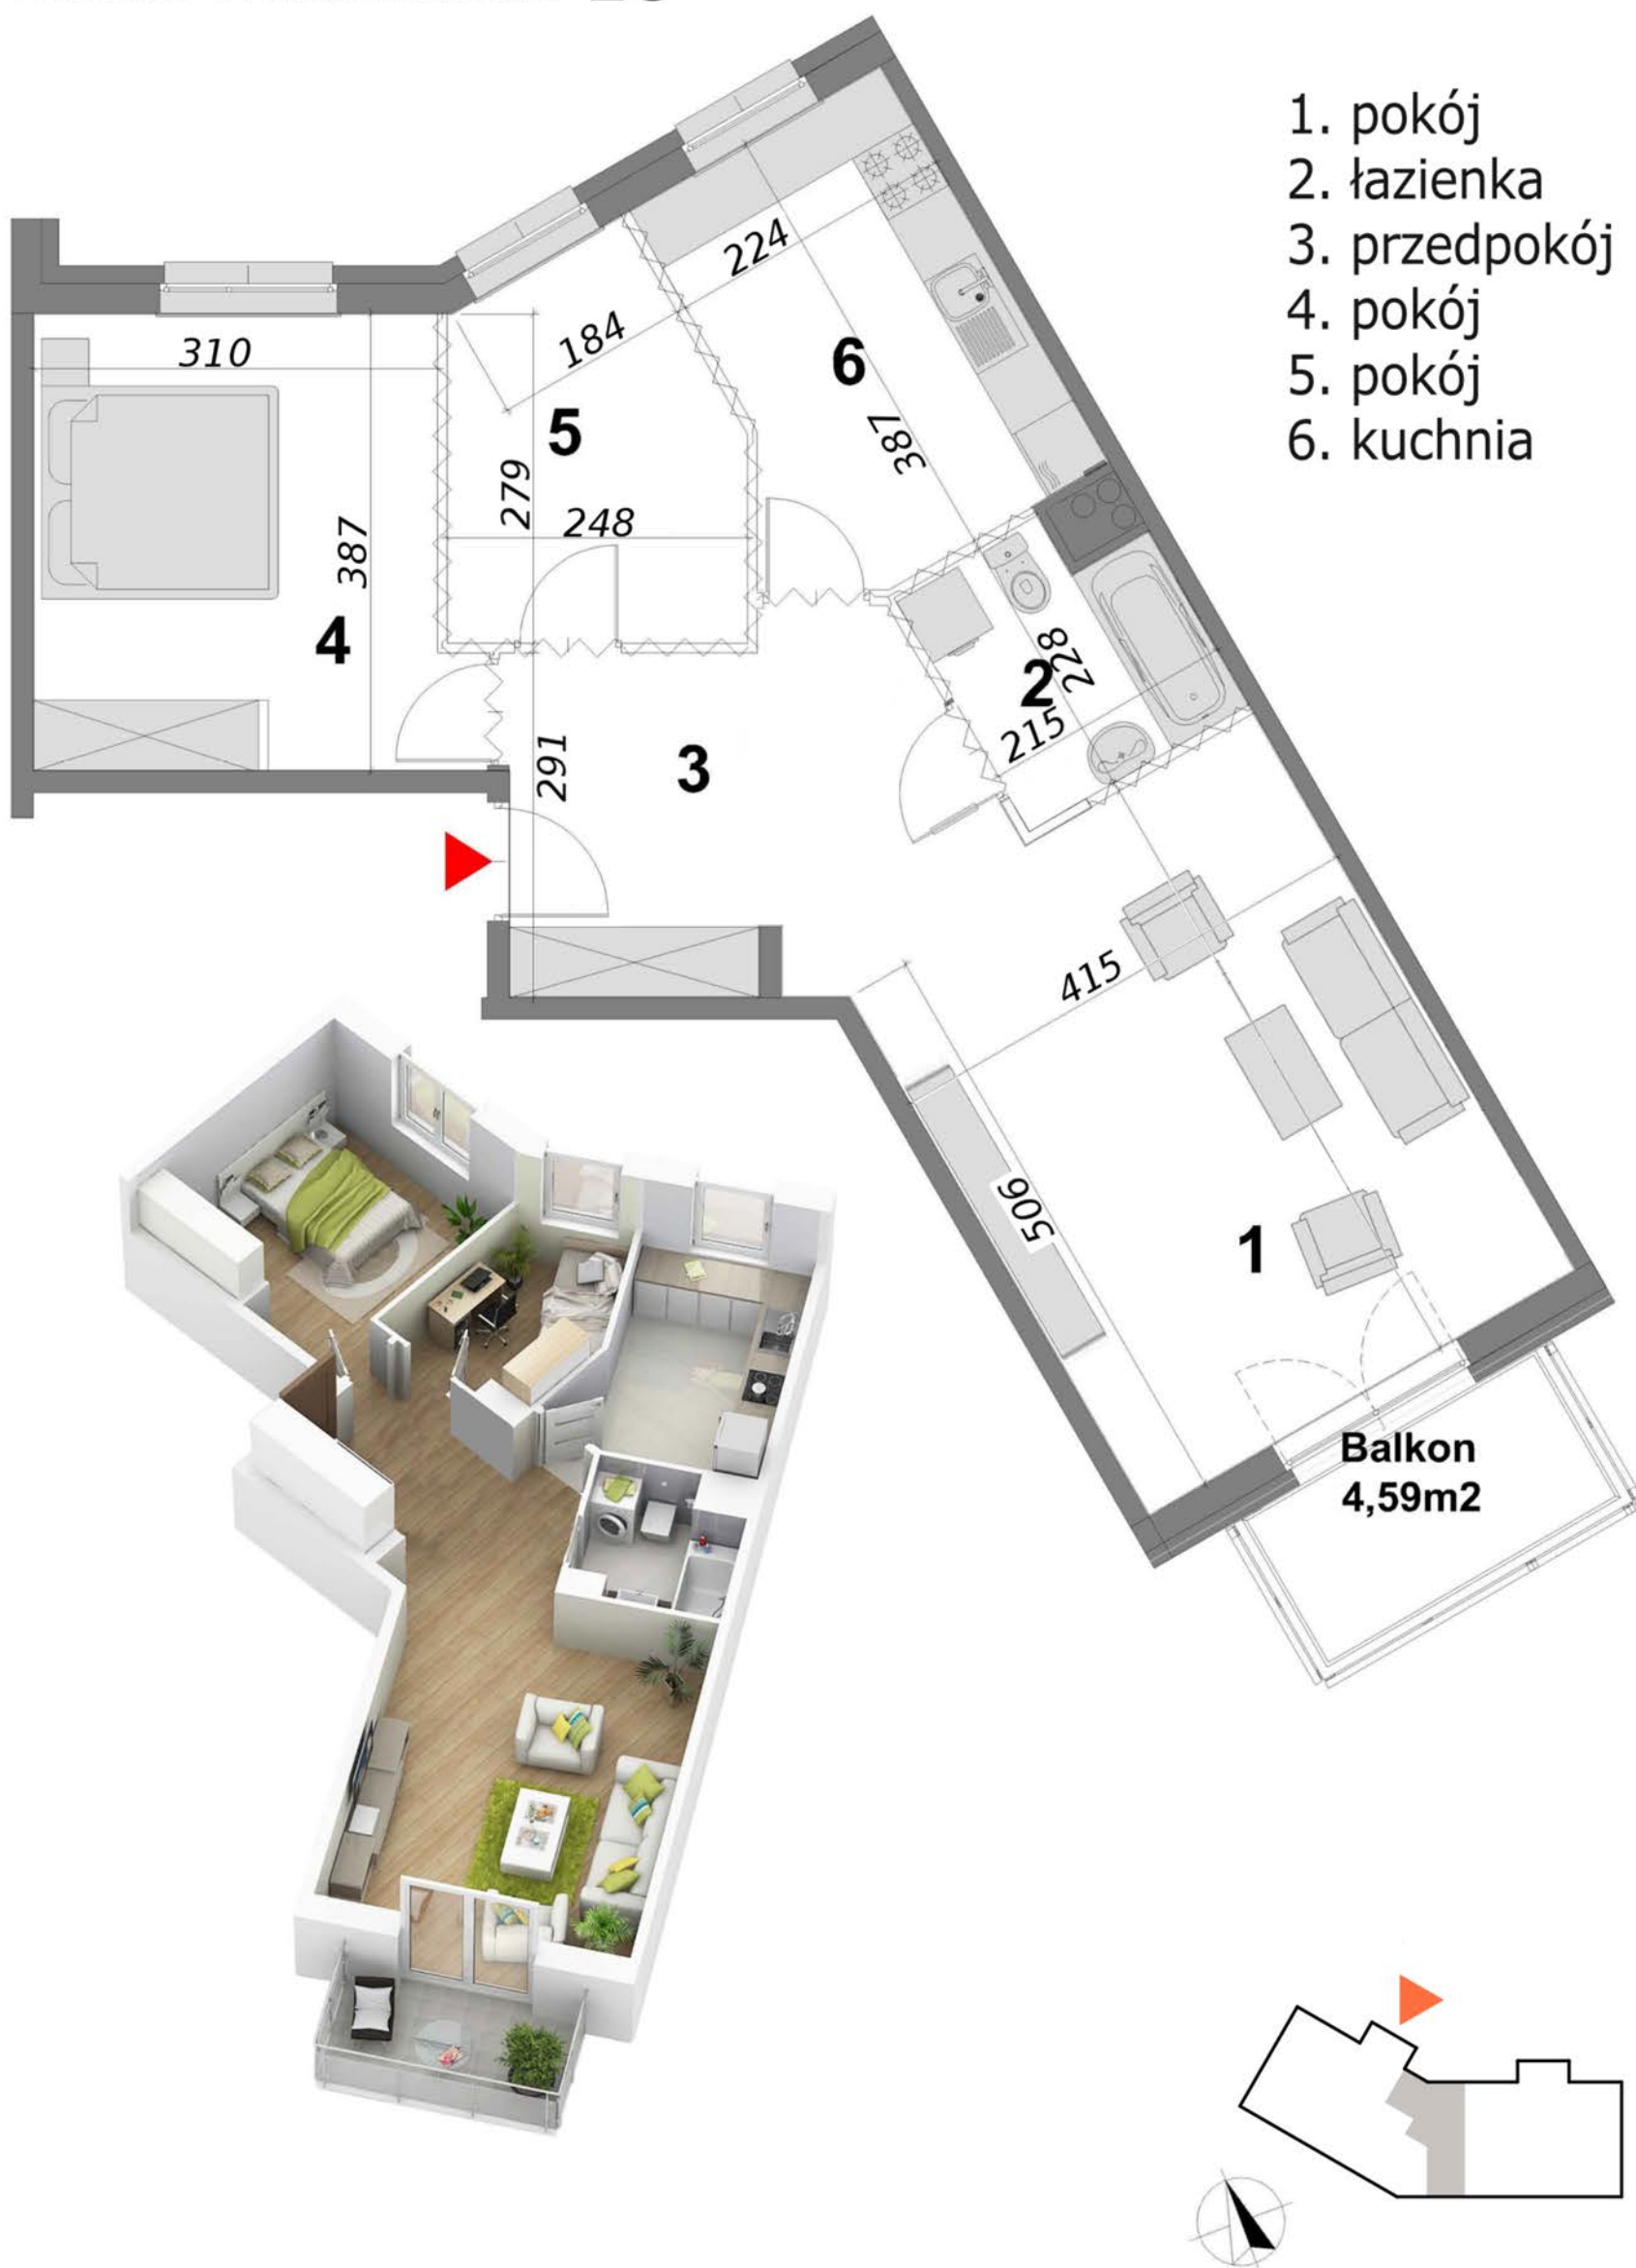 1. pokój
2. łazienka
3. przedpokój
4. pokój
5. pokój
6. kuchnia
224
184
310
6
5
387
279
248
387
4
228
2
215
3
291
415
506
1
Balkon
4,59m2